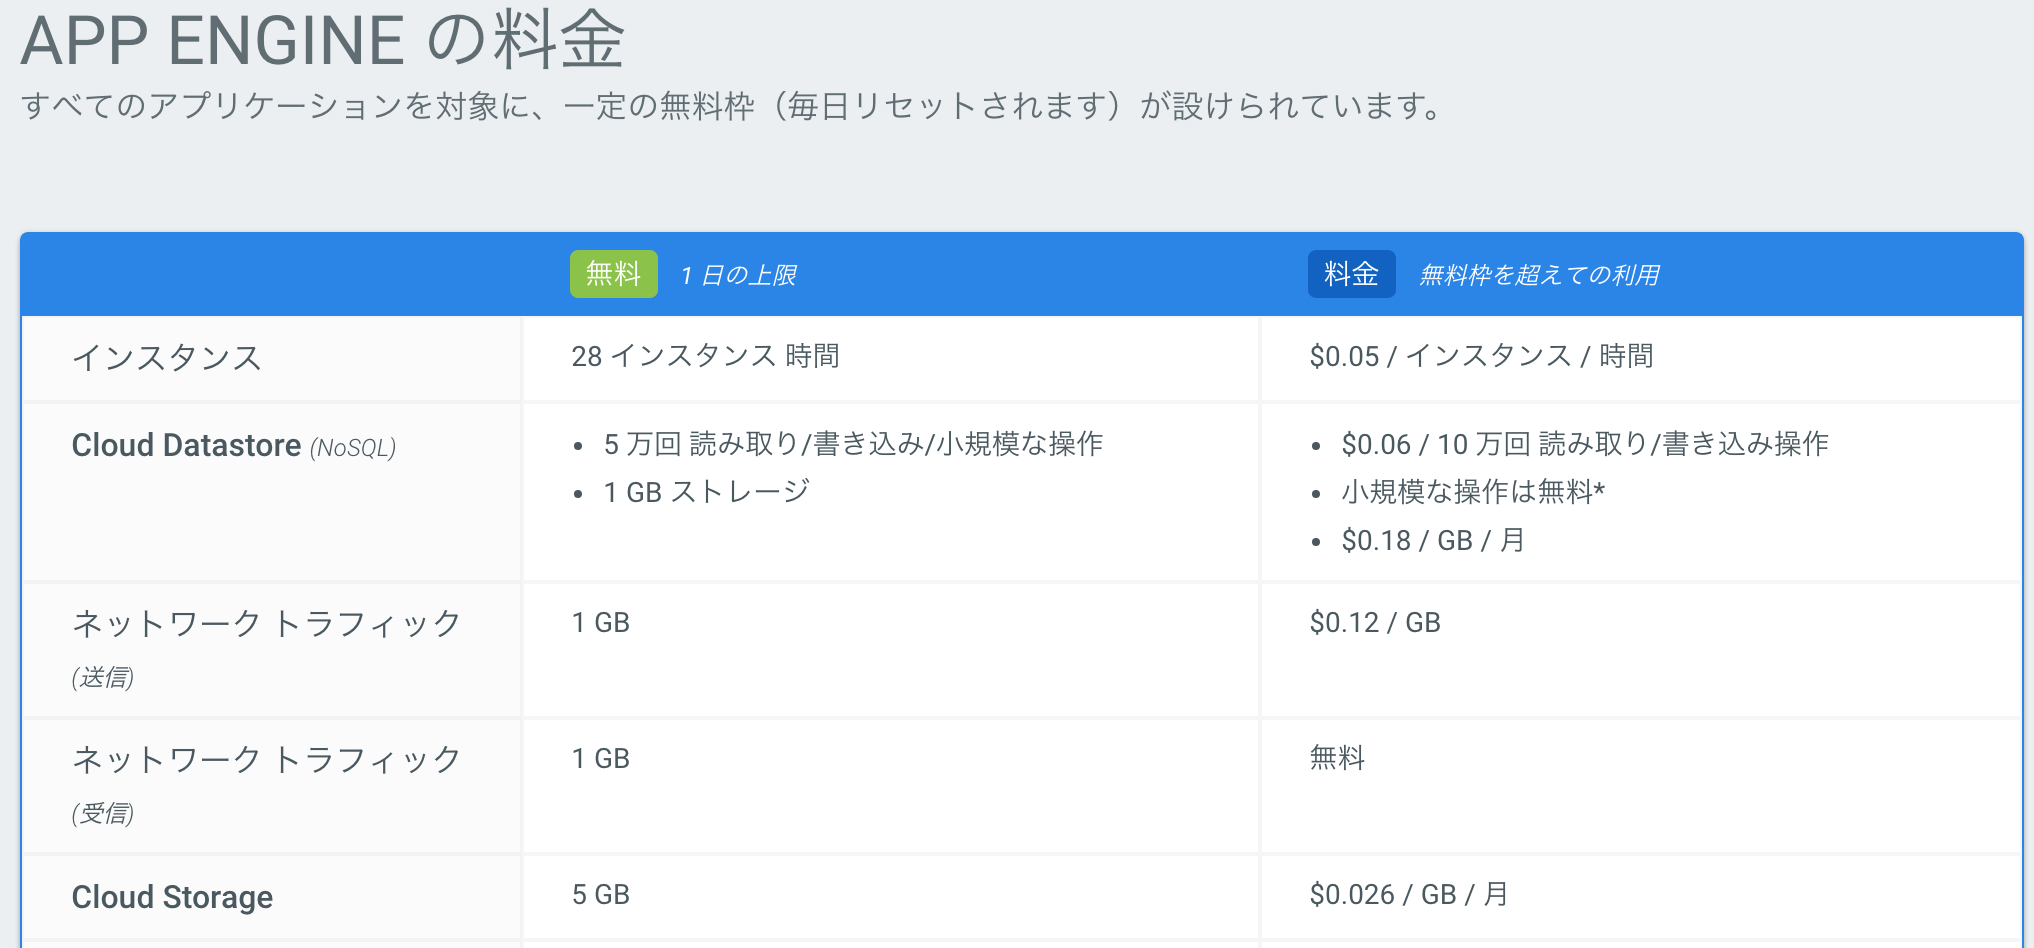 APP ENGINE の料金
すべてのアプリケーションを対象に、一定の無料枠（毎日リセットされます）が設けられています。
無料 1 日の上限 料金 無料枠を超えての利用
インスタンス 28 インスタンス 時間 $0.05 / インスタンス / 時間
Cloud Datastore (NoSQL) • 5 万回 読み取り/書き込み/小規模な操作 • $0.06 / 10 万回 読み取り/書き込み操作
• 1 GB ストレージ • 小規模な操作は無料*
• $0.18 / GB / 月
ネットワーク トラフィック 1 GB $0.12 / GB
(送信)
ネットワーク トラフィック 1 GB 無料
(受信)
Cloud Storage 5 GB $0.026 / GB / 月